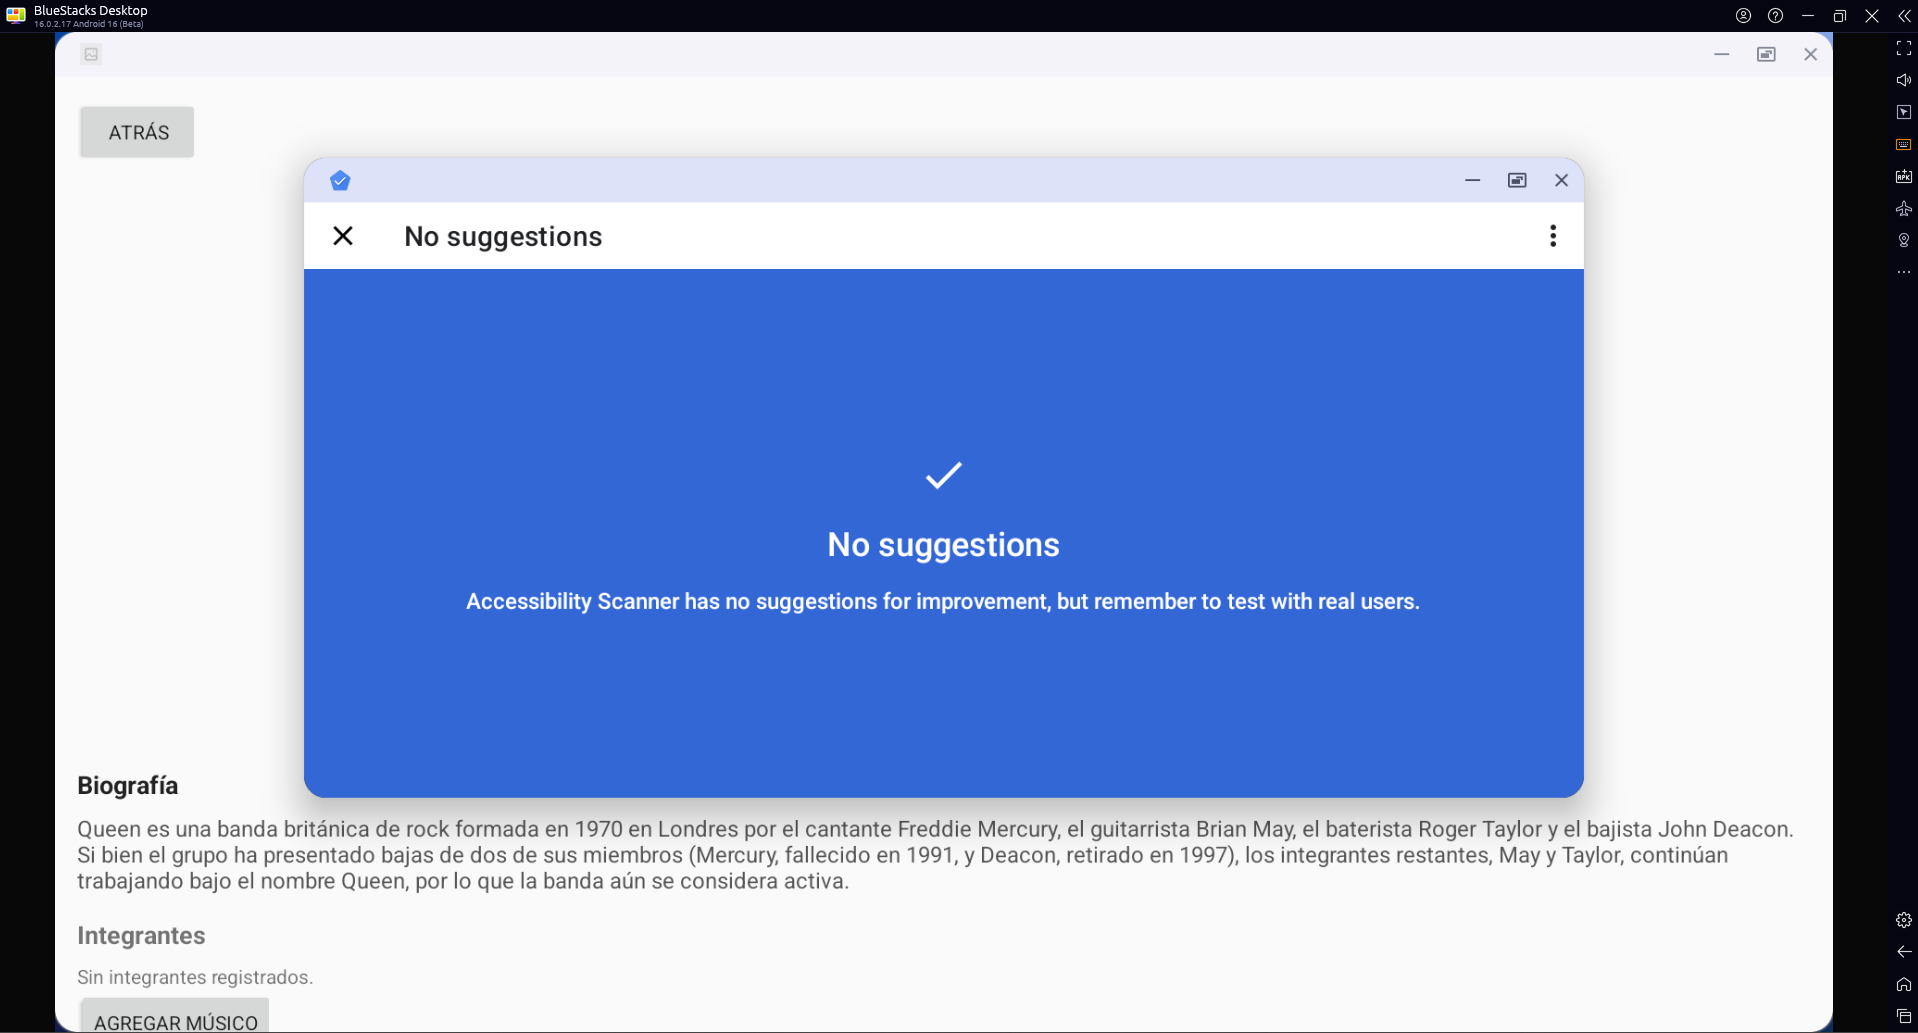 BlueStacks Desktop
16.0.2.17 Android 16 (Beta)
ATRÁS
No suggestions
No suggestions
Accessibility Scanner has no suggestions for improvement, but remember to test with real users.
Biografía
Queen es una banda británica de rock formada en 1970 en Londres por el cantante Freddie Mercury, el guitarrista Brian May, el baterista Roger Taylor y el bajista John Deacon.
Si bien el grupo ha presentado bajas de dos de sus miembros (Mercury, fallecido en 1991, y Deacon, retirado en 1997), los integrantes restantes, May y Taylor, continúan
trabajando bajo el nombre Queen, por lo que la banda aún se considera activa.
Integrantes
Sin integrantes registrados.
AGREGAR MÚSICO
APK